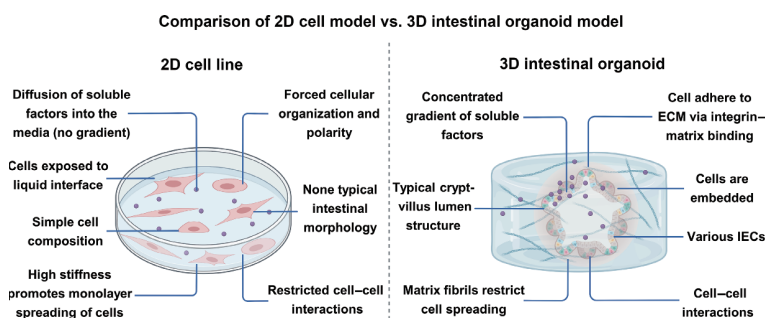 Comparison of 2D cell model vs. 3D intestinal organoid model
2D cell line
Diffusion of soluble
factors into the
media (no gradient)
Forced cellular
organization and
polarity
Cells exposed to
liquid interface
None typical
intestinal
morphology
Simple cell
composition
High stiffness
promotes monolayer
spreading of cells
Restricted cell–cell
interactions
3D intestinal organoid
Concentrated
gradient of soluble
factors
Cell adhere to
ECM via integrin–
matrix binding
Typical crypt-
villus lumen
structure
Cells are
embedded
Various IECs
Matrix fibrils restrict
cell spreading
Cell–cell
interactions